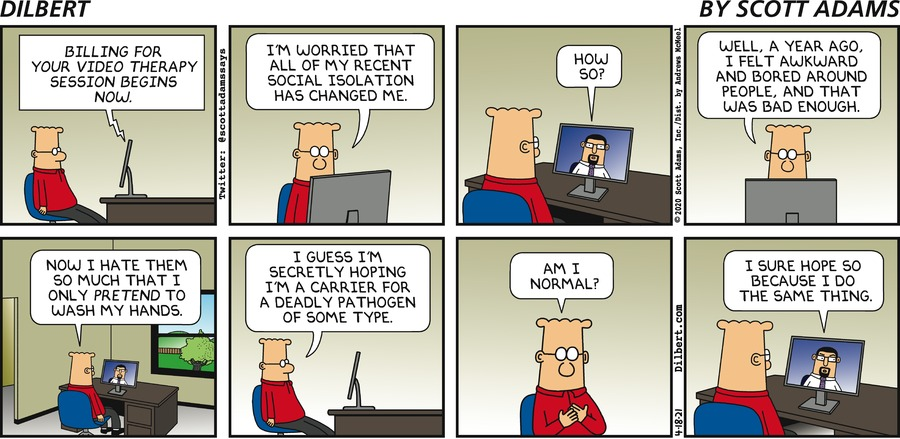 DILBERT
BY SCOTT ADAMS
BILLING FOR
YOUR VIDEO THERAPY
SESSION BEGINS
NOW.
Twitter: @scottadamssays
I'M WORRIED THAT
ALL OF MY RECENT
SOCIAL ISOLATION
HAS CHANGED ME.
HOW
SO?
© 2020 Scott Adams, Inc./Dist. by Andrews McMeel
WELL, A YEAR AGO,
I FELT AWKWARD
AND BORED AROUND
PEOPLE, AND THAT
WAS BAD ENOUGH.
NOW I HATE THEM
SO MUCH THAT I
ONLY PRETEND TO
WASH MY HANDS.
I GUESS I'M
SECRETLY HOPING
I'M A CARRIER FOR
A DEADLY PATHOGEN
OF SOME TYPE.
AM I
NORMAL?
Dilbert.com
4-18-21
I SURE HOPE SO
BECAUSE I DO
THE SAME THING.